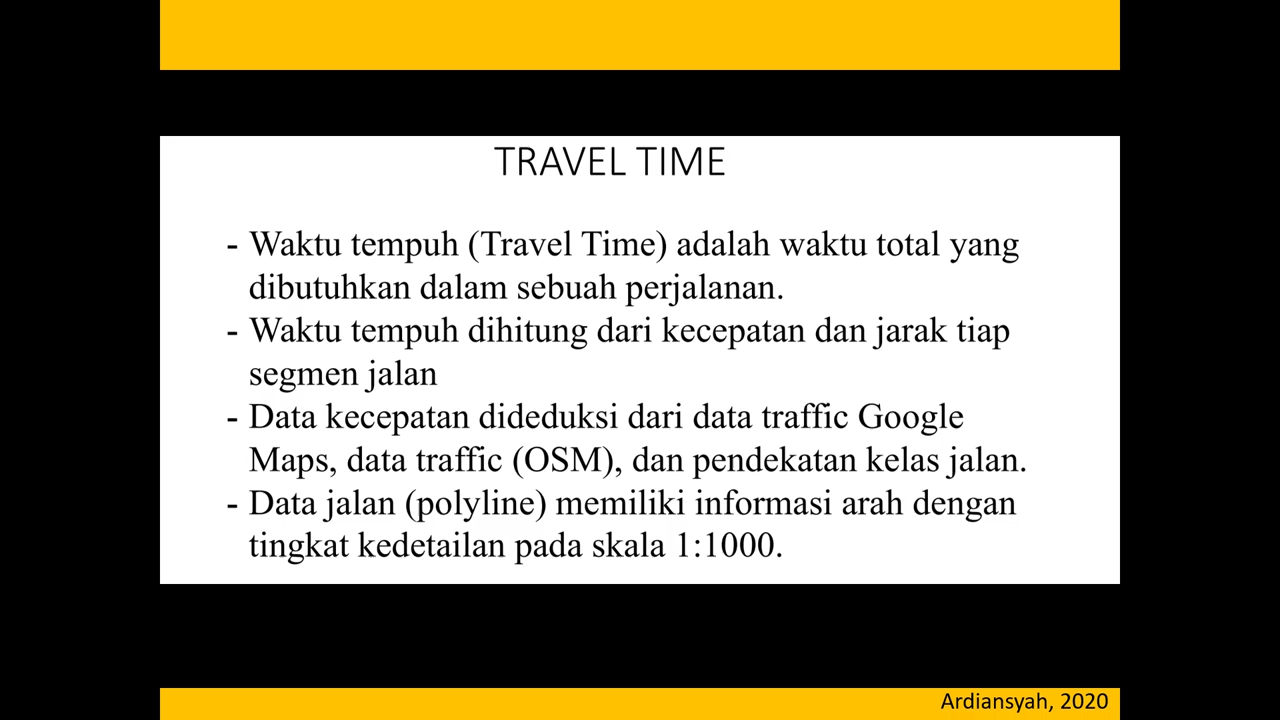 TRAVEL TIME
- Waktu tempuh (Travel Time) adalah waktu total yang
dibutuhkan dalam sebuah perjalanan.
- Waktu tempuh dihitung dari kecepatan dan jarak tiap
segmen jalan
- Data kecepatan dideduksi dari data traffic Google
Maps, data traffic (OSM), dan pendekatan kelas jalan.
- Data jalan (polyline) memiliki informasi arah dengan
tingkat kedetailan pada skala 1:1000.
Ardiansyah, 2020